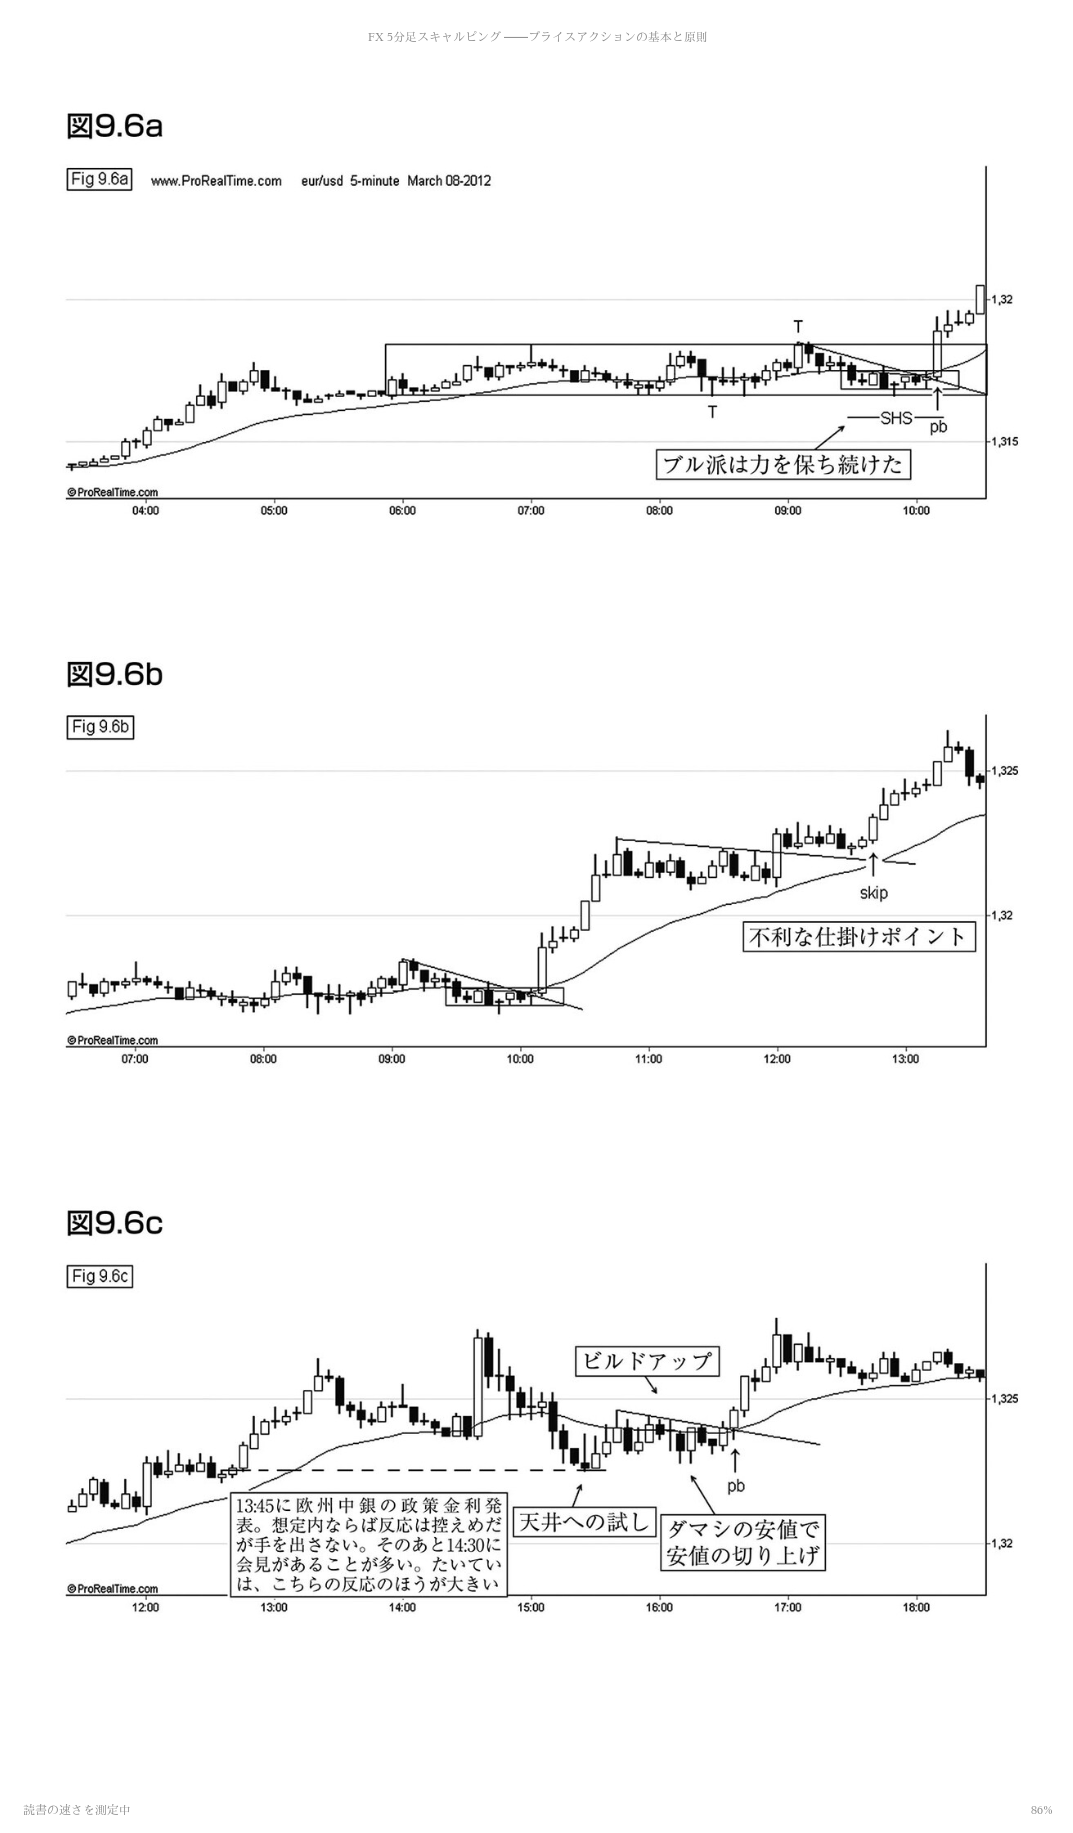 FX 5分足スキャルピング ――プライスアクションの基本と原則
図9.6a
Fig 9.6a www.ProRealTime.com eur/usd 5-minute March 08-2012
1,32
T
T
SHS
pb
1,315
ブル派は力を保ち続けた
©ProRealTime.com
04:00 05:00 06:00 07:00 08:00 09:00 10:00
図9.6b
Fig 9.6b
1,325
skip
1,32
不利な仕掛けポイント
©ProRealTime.com
07:00 08:00 09:00 10:00 11:00 12:00 13:00
図9.6c
Fig 9.6c
ビルドアップ
1,325
pb
13:45に欧州中銀の政策金利発
表。想定内ならば反応は控えめだ
が手を出さない。そのあと14:30に
会見があることが多い。たいてい
は、こちらの反応のほうが大きい
天井への試し
ダマシの安値で
安値の切り上げ
1,32
©ProRealTime.com
12:00 13:00 14:00 15:00 16:00 17:00 18:00
読書の速さを測定中
86%